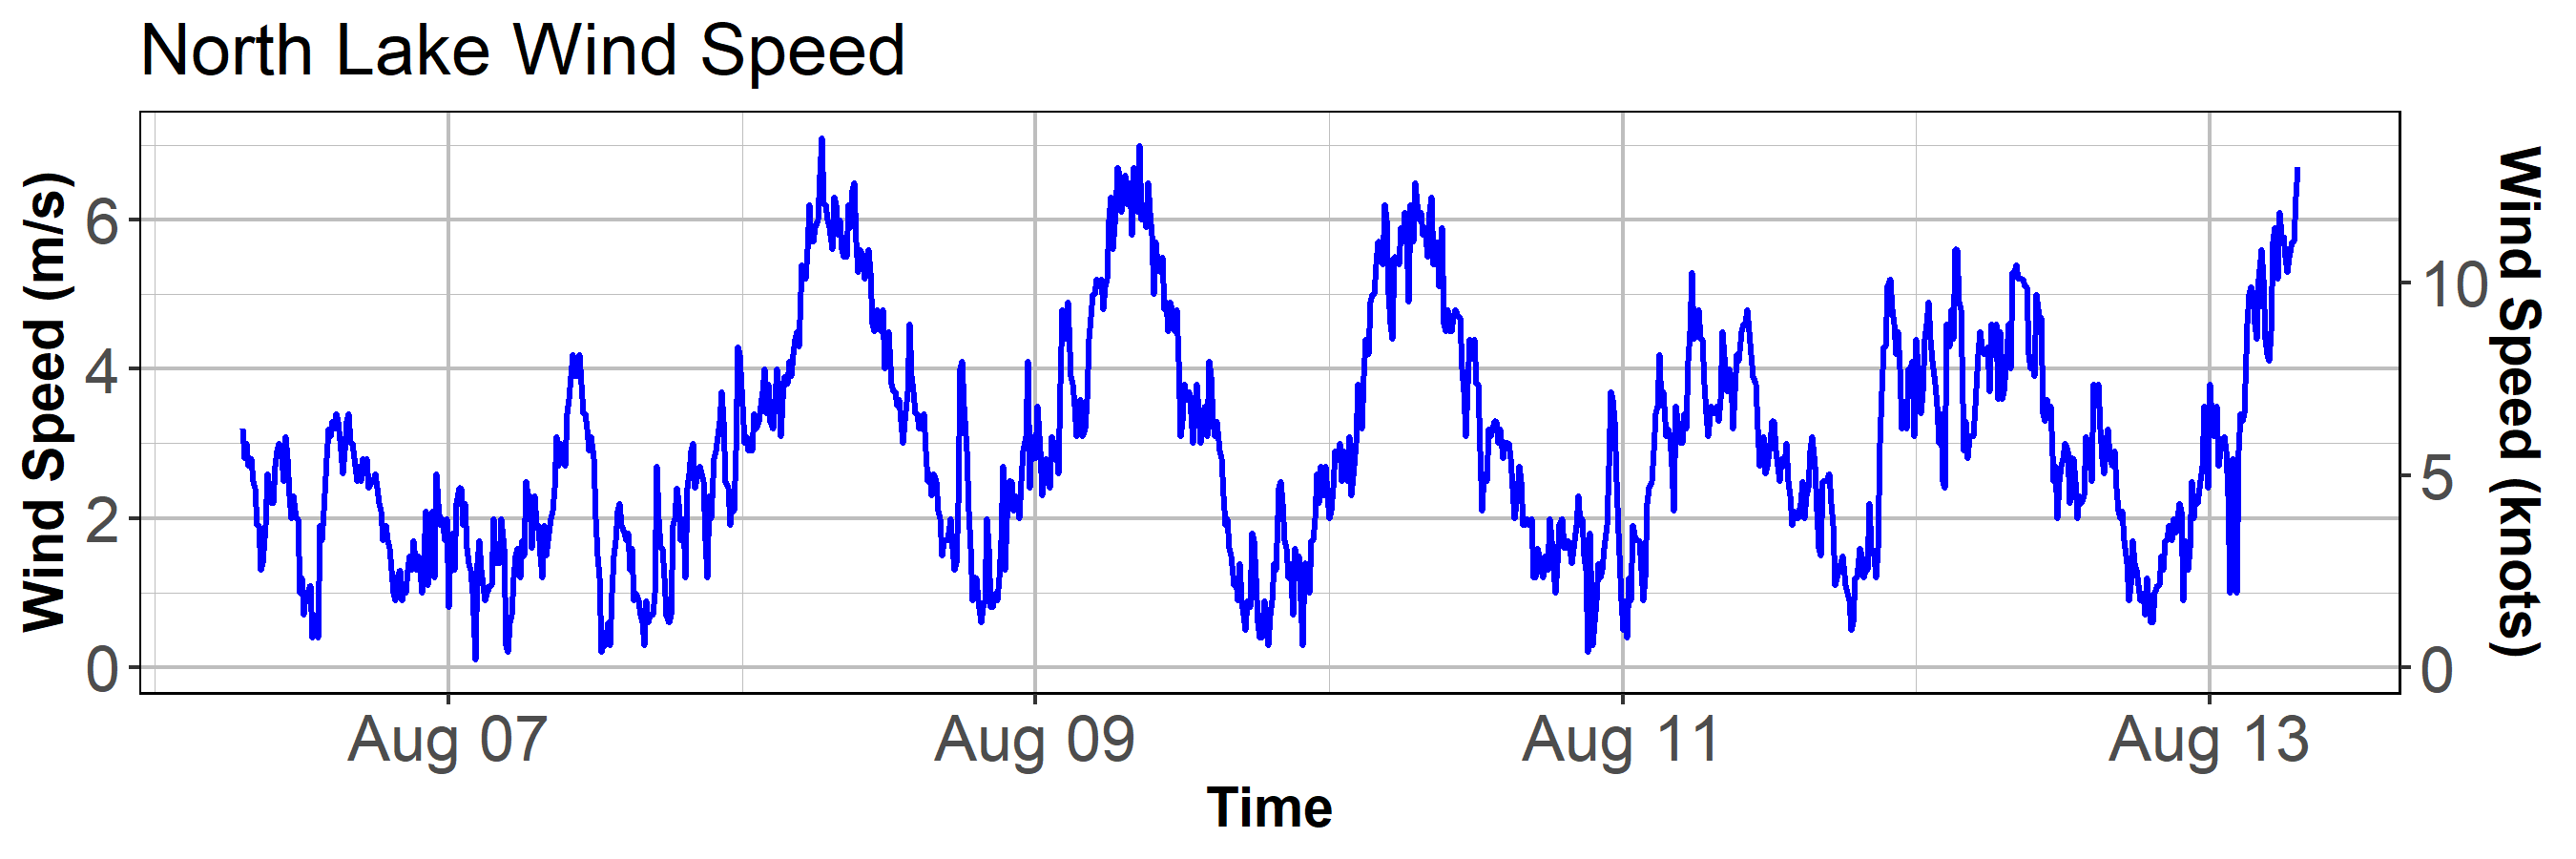 North Lake Wind Speed
Wind Speed (m/s)
6
4
2
0
10
5
0
Wind Speed (knots)
Aug 07 Aug 09 Aug 11 Aug 13
Time